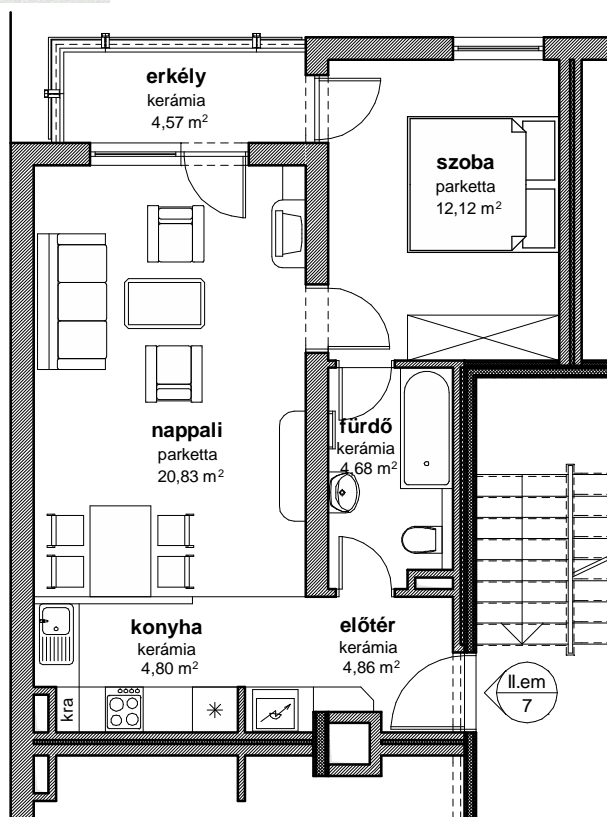 erkély
kerámia
4,57 m²
szoba
parketta
12,12 m²
nappali
parketta
20,83 m²
fürdő
kerámia
4,68 m²
konyha
kerámia
4,80 m²
előtér
kerámia
4,86 m²
kra
II.em
7